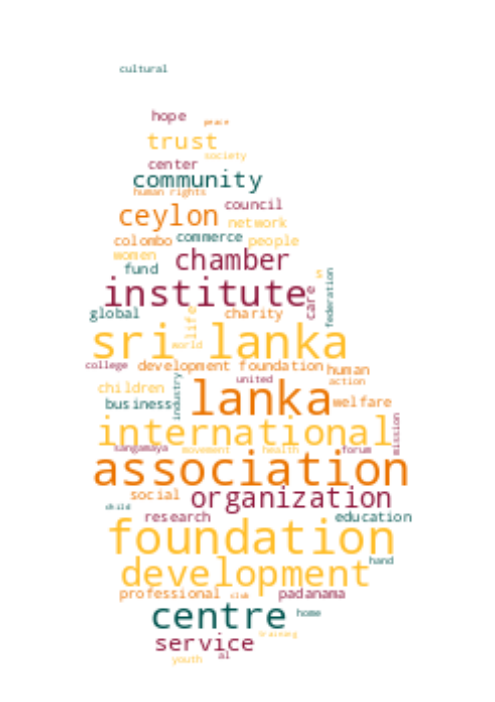 cultural
hope
peace
trust
society
center
community
human rights
council
ceylon
network
colombo commerce people
women
chamber
fund
st
federation
institute
care
global
life
charity
sri lanka
world
college development foundation human
united
action
children
industry
lanka
business
welfare
international
mission
sangamaya movement health forum
association
social organization
child
research
education
foundation
hand
development
professional club padanama
centre
home
training
service
youth
al